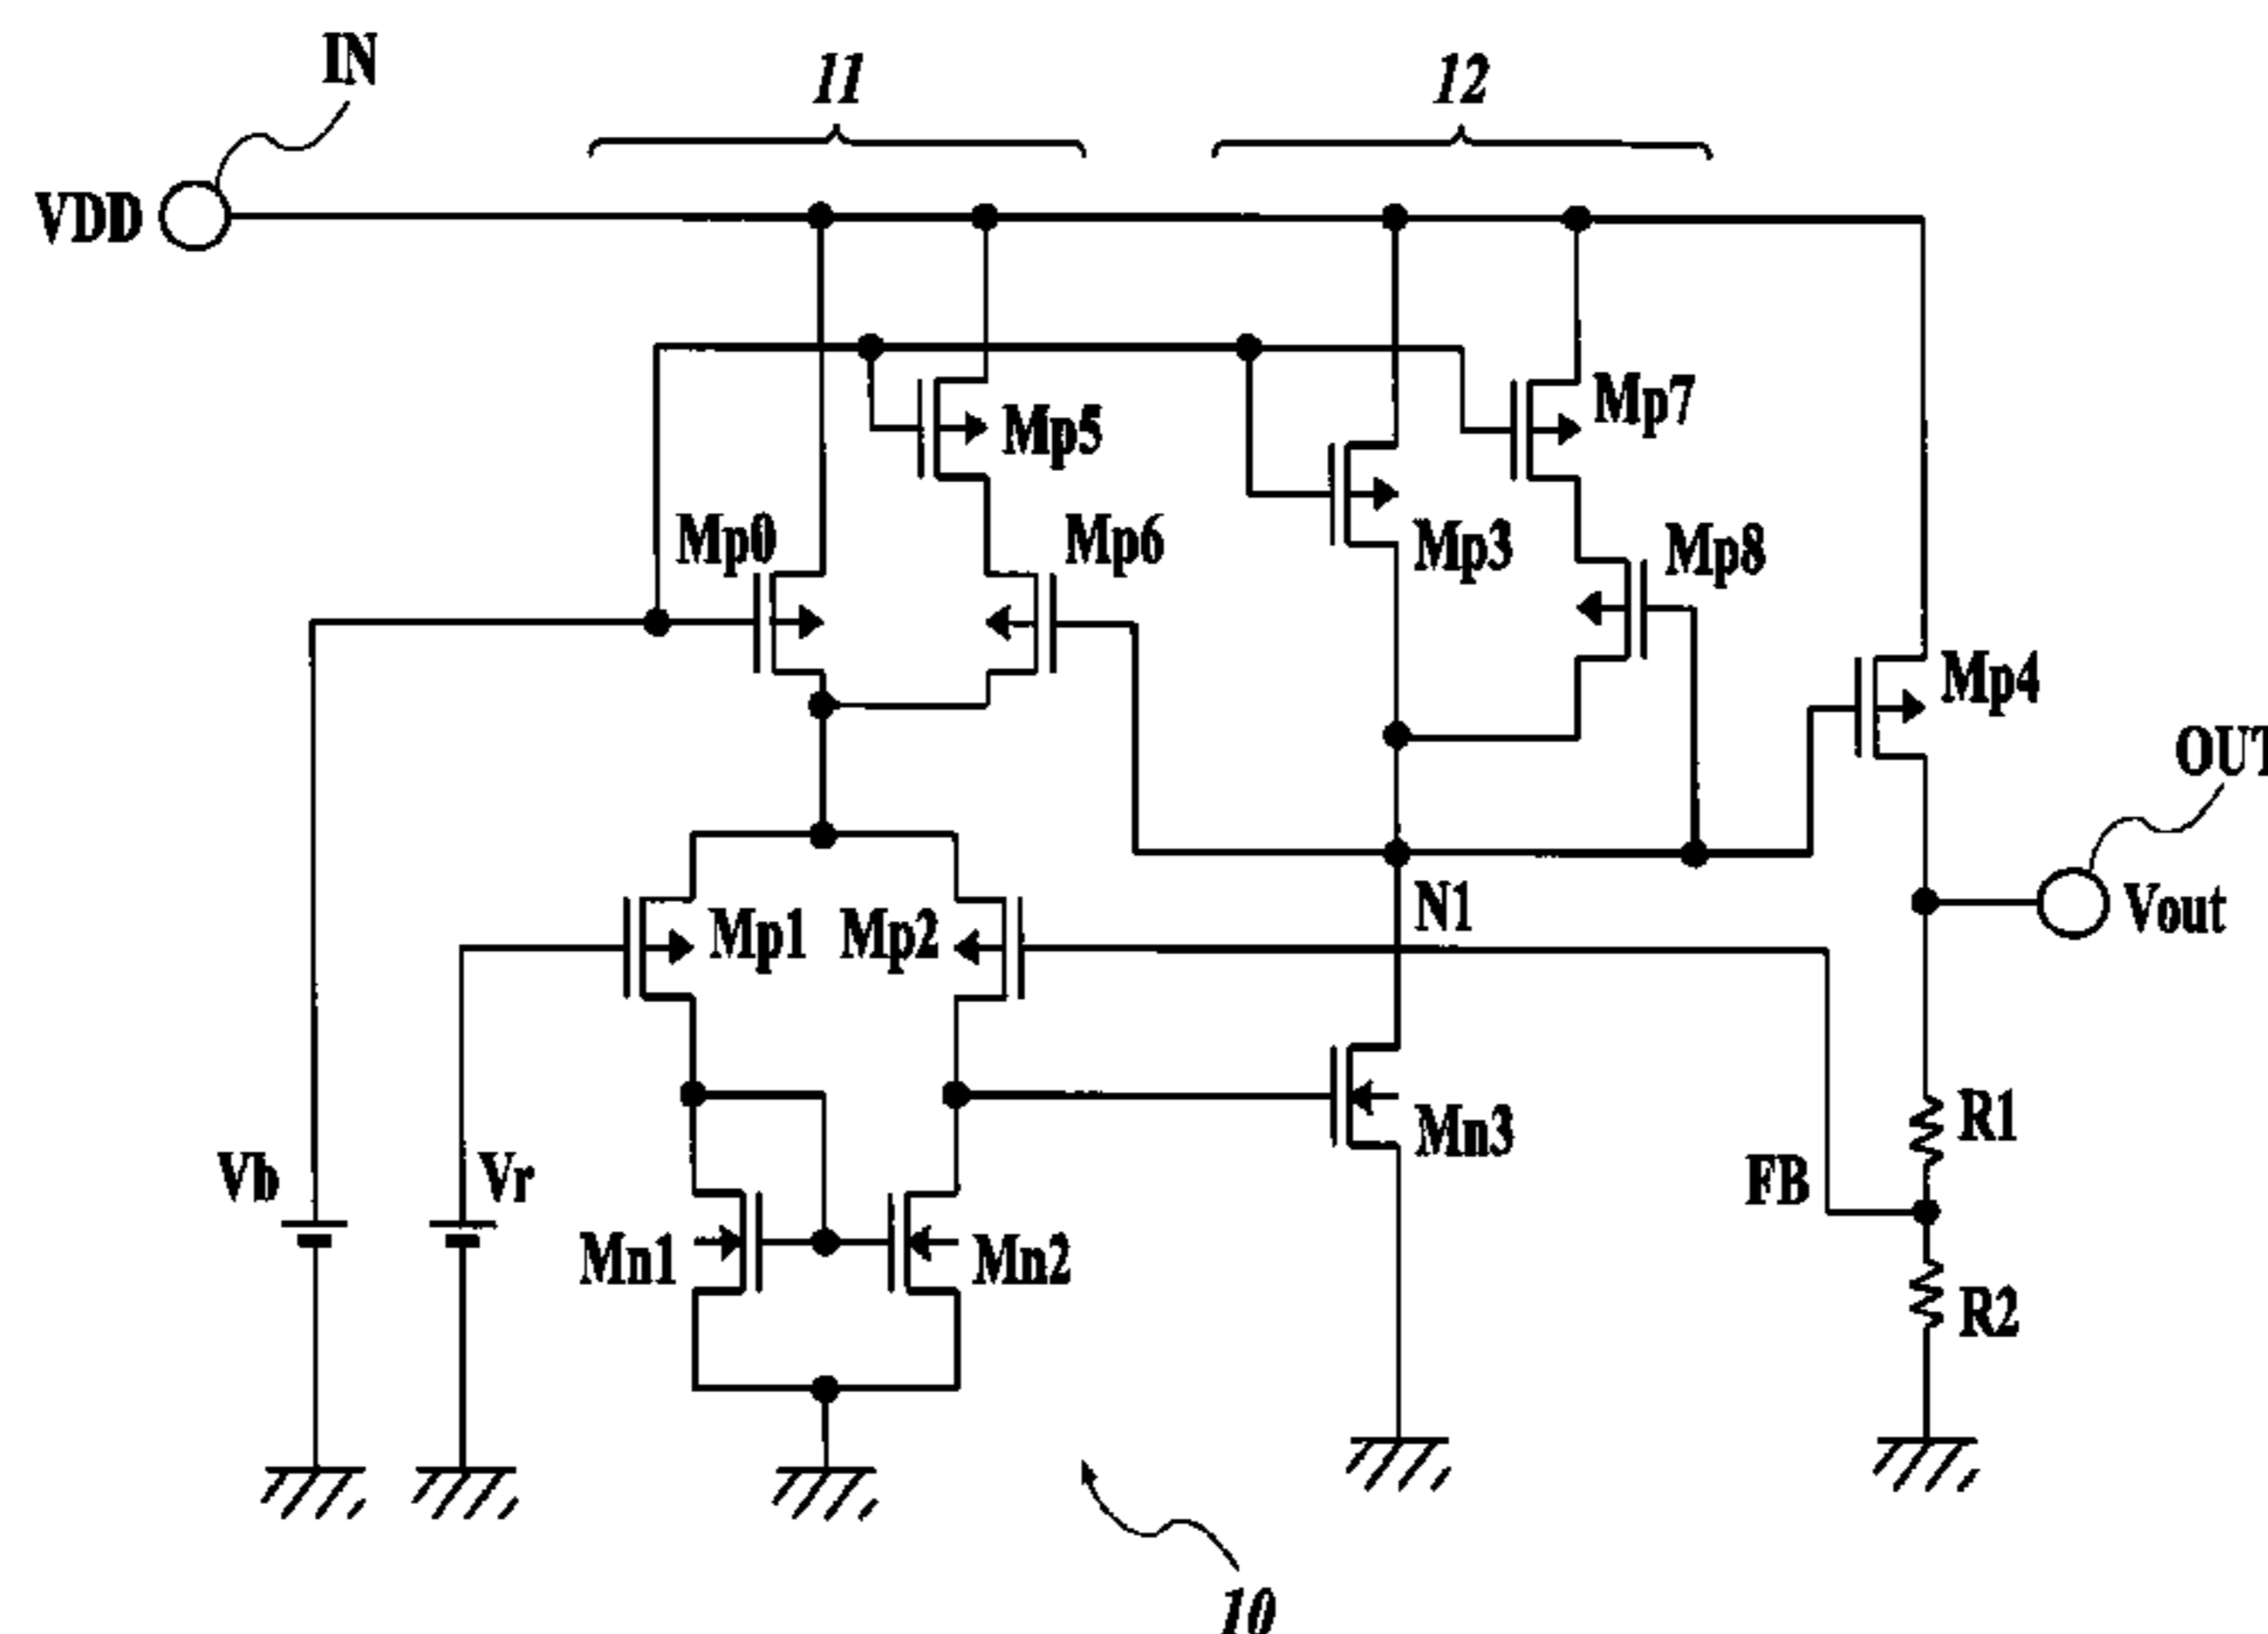 IN
11
12
VDD
Mp5
Mp7
Mp0
Mp6
Mp3
Mp8
Mp4
OUT
N1
Vout
Mp1
Mp2
R1
Mn3
Vb
Vr
FB
Mn1
Mn2
R2
10